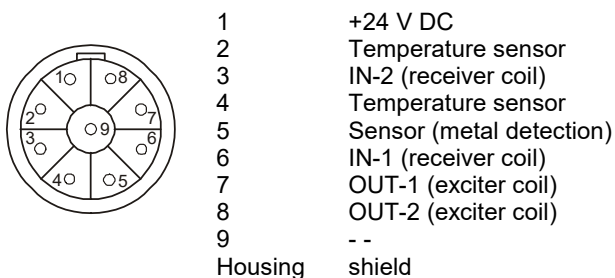 1 +24 V DC
2 Temperature sensor
3 IN-2 (receiver coil)
4 Temperature sensor
5 Sensor (metal detection)
6 IN-1 (receiver coil)
7 OUT-1 (exciter coil)
8 OUT-2 (exciter coil)
9 - -
Housing shield
1 8
2 7
9
3 6
4 5